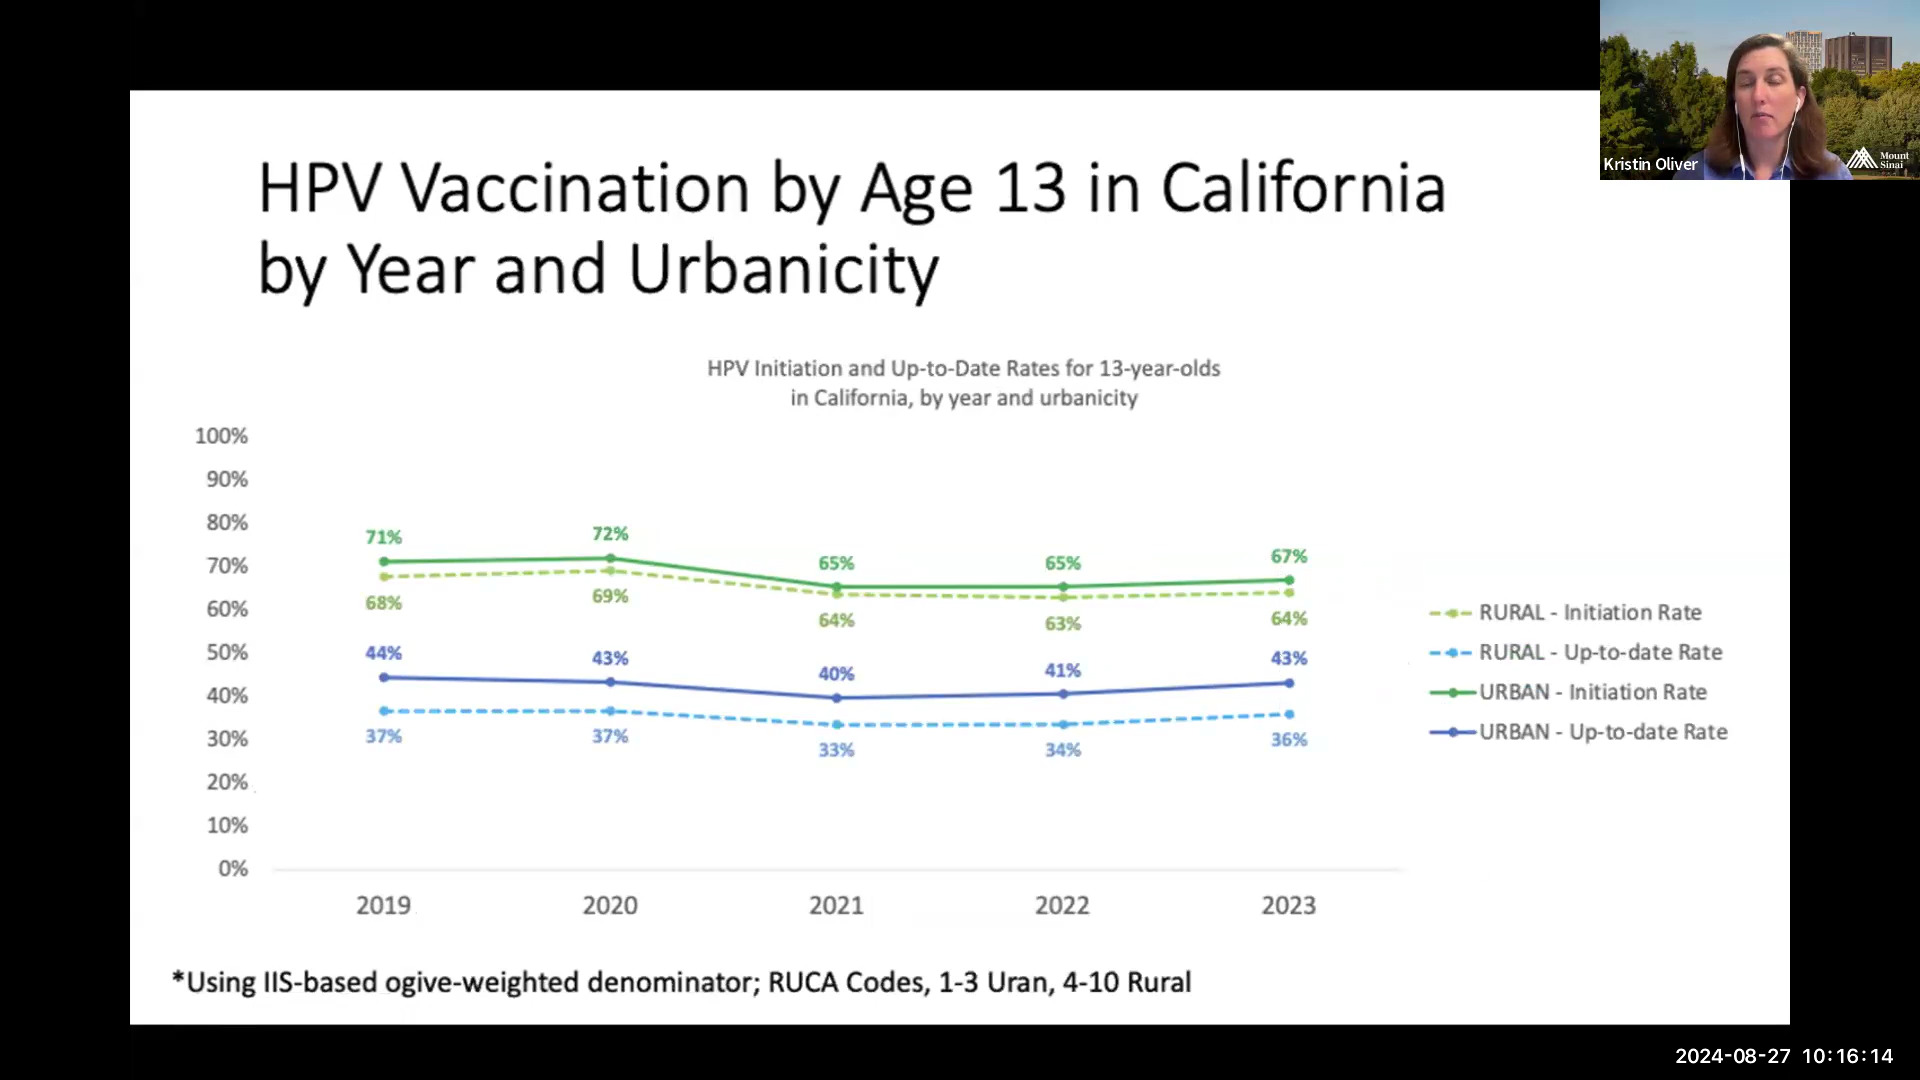 Kristin Oliver
Mount
Sinai
HPV Vaccination by Age 13 in California
by Year and Urbanicity
HPV Initiation and Up-to-Date Rates for 13-year-olds
in California, by year and urbanicity
100%
90%
80%
70%
60%
50%
40%
30%
20%
10%
0%
71% 72% 65% 65% 67%
68% 69% 64% 63% 64%
44% 43% 40% 41% 43%
37% 37% 33% 34% 36%
RURAL - Initiation Rate
RURAL - Up-to-date Rate
URBAN - Initiation Rate
URBAN - Up-to-date Rate
2019 2020 2021 2022 2023
*Using IIS-based ogive-weighted denominator; RUCA Codes, 1-3 Uran, 4-10 Rural
2024-08-27 10:16:14